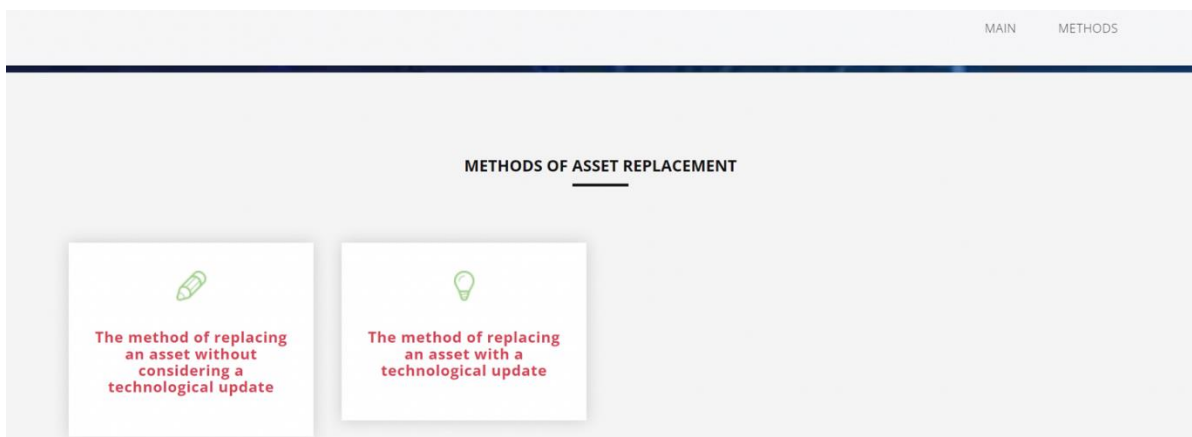 MAIN METHODS
METHODS OF ASSET REPLACEMENT
The method of replacing
an asset without
considering a
technological update
The method of replacing
an asset with a
technological update